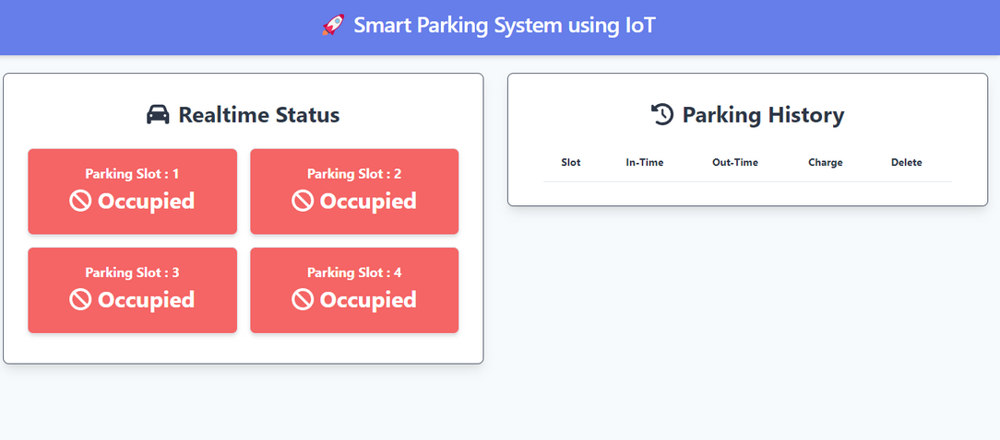 🚀 Smart Parking System using IoT
Realtime Status
Parking Slot : 1
Occupied
Parking Slot : 2
Occupied
Parking Slot : 3
Occupied
Parking Slot : 4
Occupied
Parking History
Slot In-Time Out-Time Charge Delete